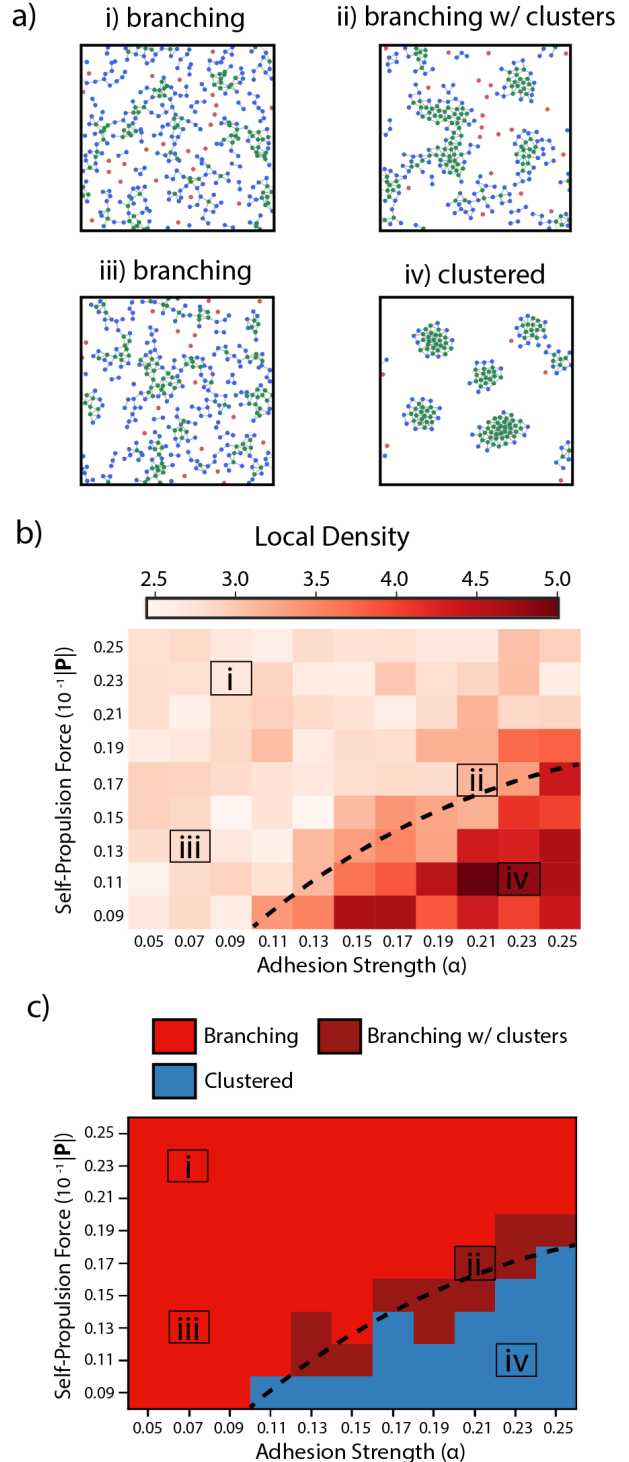 a)
i) branching
ii) branching w/ clusters
iii) branching
iv) clustered
b)
Local Density
2.5 3.0 3.5 4.0 4.5 5.0
Self-Propulsion Force (10⁻¹|P|)
0.25
0.23
0.21
0.19
0.17
0.15
0.13
0.11
0.09
i
ii
iii
iv
0.05 0.07 0.09 0.11 0.13 0.15 0.17 0.19 0.21 0.23 0.25
Adhesion Strength (α)
c)
Branching
Branching w/ clusters
Clustered
Self-Propulsion Force (10⁻¹|P|)
0.25
0.23
0.21
0.19
0.17
0.15
0.13
0.11
0.09
i
ii
iii
iv
0.05 0.07 0.09 0.11 0.13 0.15 0.17 0.19 0.21 0.23 0.25
Adhesion Strength (α)